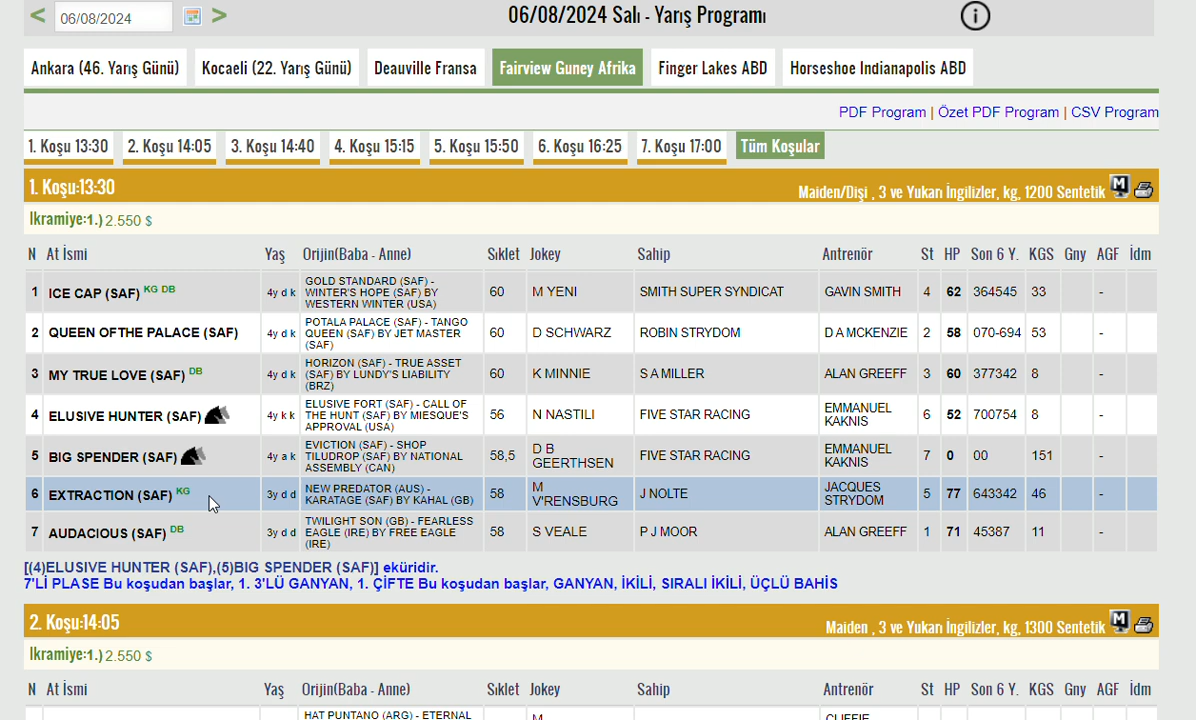 < 06/08/2024 > 06/08/2024 Salı - Yarış Programı i
Ankara (46. Yarış Günü) Kocaeli (22. Yarış Günü) Deauville Fransa Fairview Guney Afrika Finger Lakes ABD Horseshoe Indianapolis ABD
PDF Program | Özet PDF Program | CSV Program
1. Koşu 13:30 2. Koşu 14:05 3. Koşu 14:40 4. Koşu 15:15 5. Koşu 15:50 6. Koşu 16:25 7. Koşu 17:00 Tüm Koşular
1. Koşu:13:30 Maiden/Dişi , 3 ve Yukarı İngilizler, kg, 1200 Sentetik M
Ikramiye:1.) 2.550 $
N At İsmi Yaş Orijin(Baba - Anne) Sıklet Jokey Sahip Antrenör St HP Son 6 Y. KGS Gny AGF İdm
1 ICE CAP (SAF) KG DB 4y d k GOLD STANDARD (SAF) - WINTER'S HOPE (SAF) BY WESTERN WINTER (USA) 60 M YENI SMITH SUPER SYNDICAT GAVIN SMITH 4 62 364545 33 -
2 QUEEN OFTHE PALACE (SAF) 4y d k POTALA PALACE (SAF) - TANGO QUEEN (SAF) BY JET MASTER (SAF) 60 D SCHWARZ ROBIN STRYDOM D A MCKENZIE 2 58 070-694 53 -
3 MY TRUE LOVE (SAF) DB 4y d k HORIZON (SAF) - TRUE ASSET (SAF) BY LUNDY'S LIABILITY (BRZ) 60 K MINNIE S A MILLER ALAN GREEFF 3 60 377342 8 -
4 ELUSIVE HUNTER (SAF) 4y k k ELUSIVE FORT (SAF) - CALL OF THE HUNT (SAF) BY MIESQUE'S APPROVAL (USA) 56 N NASTILI FIVE STAR RACING EMMANUEL KAKNIS 6 52 700754 8 -
5 BIG SPENDER (SAF) 4y a k EVICTION (SAF) - SHOP TILUDROP (SAF) BY NATIONAL ASSEMBLY (CAN) 58,5 D B GEERTHSEN FIVE STAR RACING EMMANUEL KAKNIS 7 0 00 151 -
6 EXTRACTION (SAF) KG 3y d d NEW PREDATOR (AUS) - KARATAGE (SAF) BY KAHAL (GB) 58 M V'RENSBURG J NOLTE JACQUES STRYDOM 5 77 643342 46 -
7 AUDACIOUS (SAF) DB 3y d d TWILIGHT SON (GB) - FEARLESS EAGLE (IRE) BY FREE EAGLE (IRE) 58 S VEALE P J MOOR ALAN GREEFF 1 71 45387 11 -
[(4)ELUSIVE HUNTER (SAF),(5)BIG SPENDER (SAF)] eküridir.
7'Lİ PLASE Bu koşudan başlar, 1. 3'LÜ GANYAN, 1. ÇİFTE Bu koşudan başlar, GANYAN, İKİLİ, SIRALI İKİLİ, ÜÇLÜ BAHİS
2. Koşu:14:05 Maiden , 3 ve Yukarı İngilizler, kg, 1300 Sentetik M
Ikramiye:1.) 2.550 $
N At İsmi Yaş Orijin(Baba - Anne) Sıklet Jokey Sahip Antrenör St HP Son 6 Y. KGS Gny AGF İdm
HAT PUNTANO (ARG) - ETERNAL M